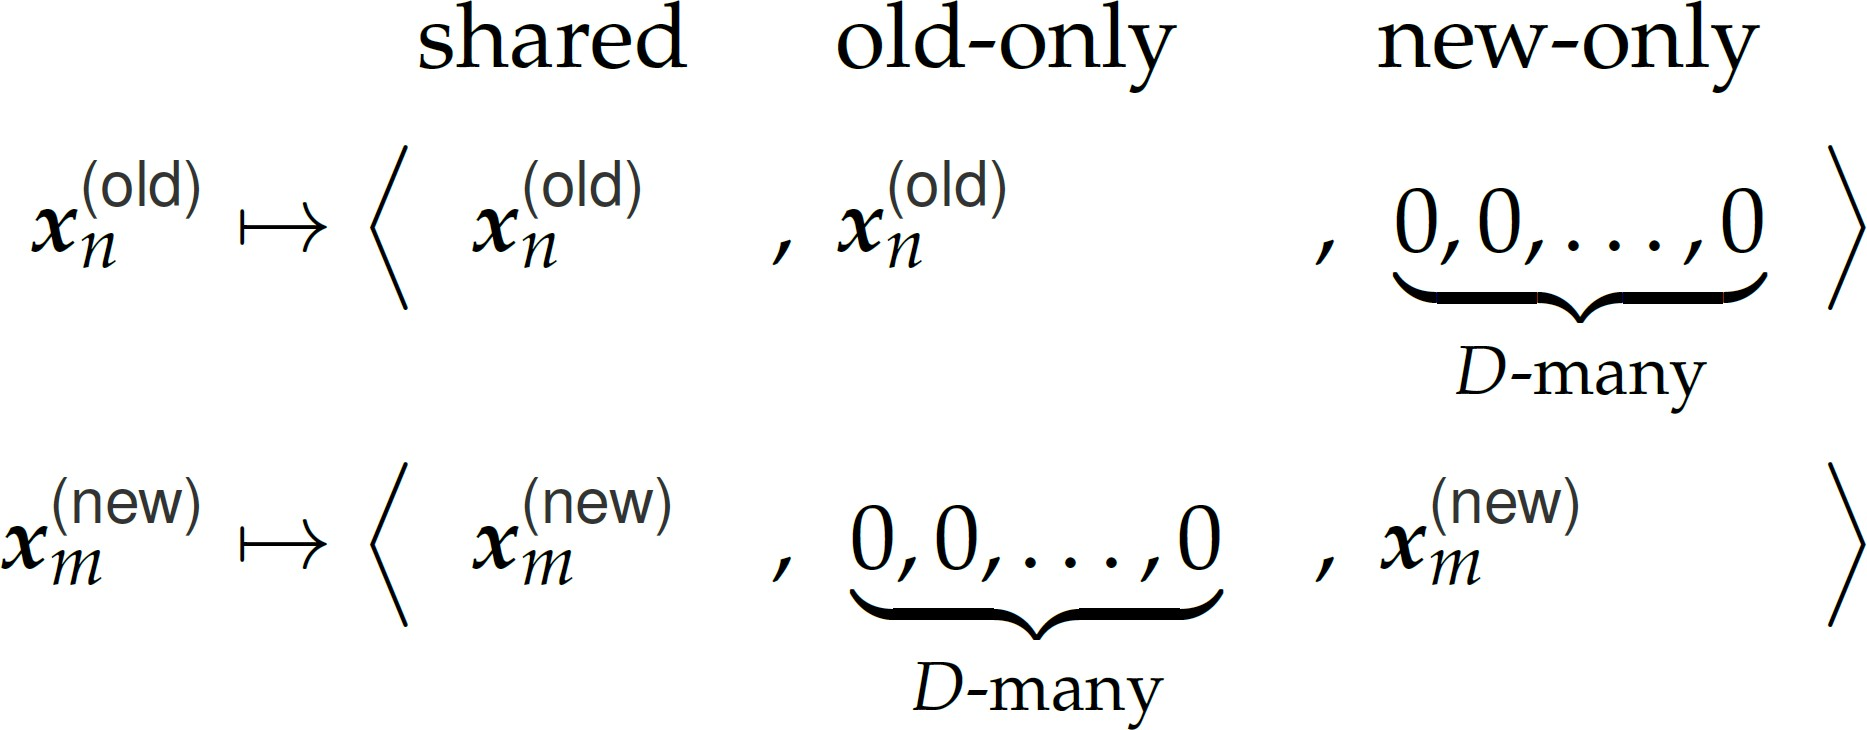 shared old-only new-only
x_n^(old) ↦ ⟨ x_n^(old) , x_n^(old) , 0, 0, . . . , 0 ⟩
D-many
x_m^(new) ↦ ⟨ x_m^(new) , 0, 0, . . . , 0 , x_m^(new) ⟩
D-many